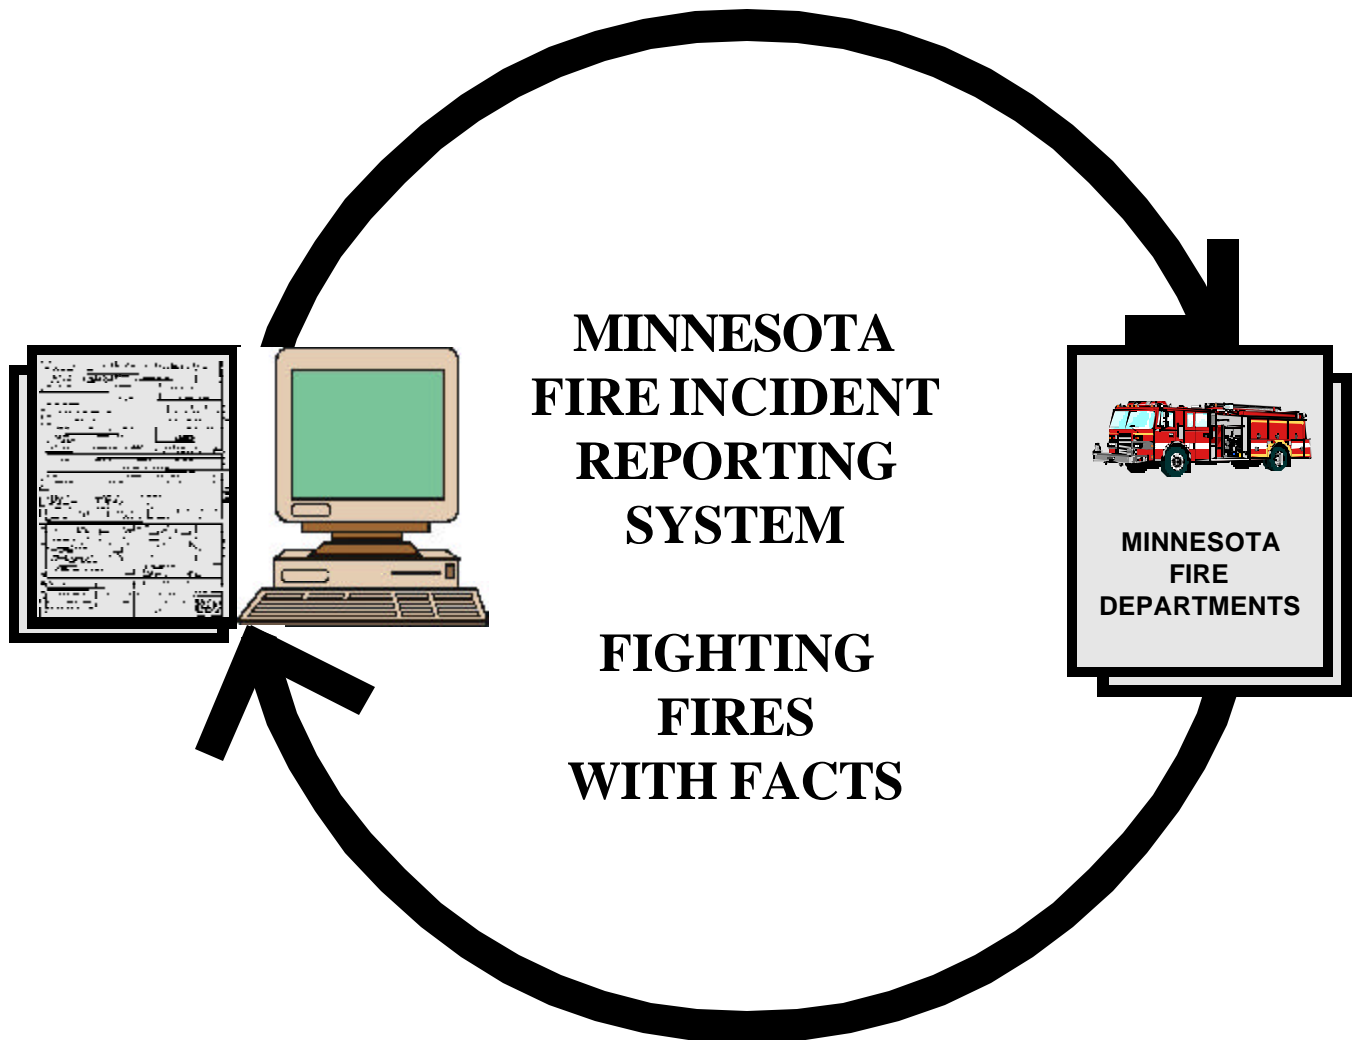 MINNESOTA
FIRE INCIDENT
REPORTING
SYSTEM
FIGHTING
FIRES
WITH FACTS
MINNESOTA
FIRE
DEPARTMENTS